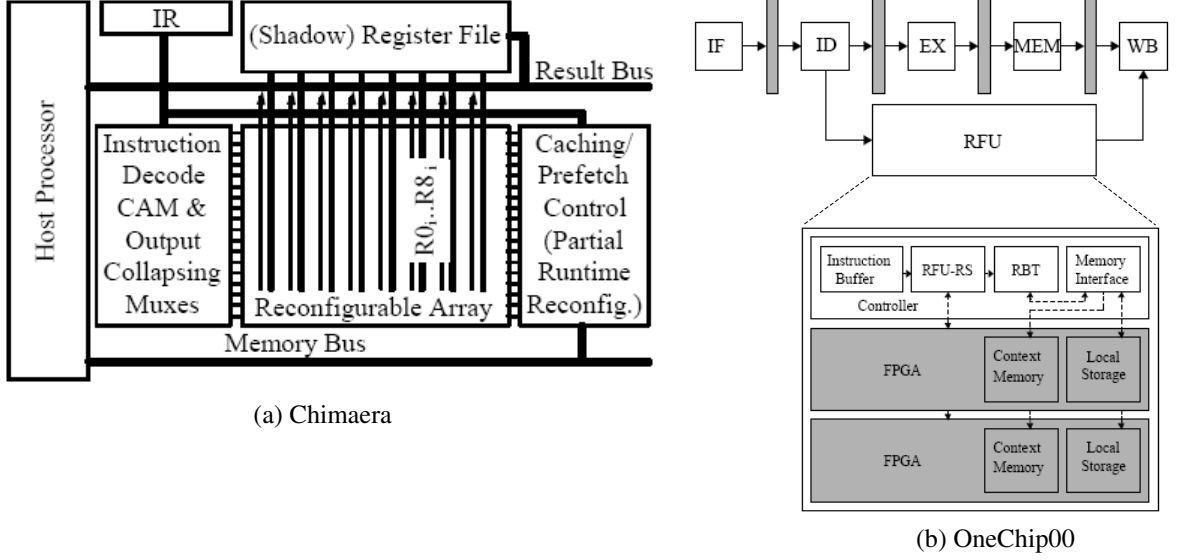 IR
(Shadow) Register File
Result Bus
Host Processor
Instruction
Decode
CAM &
Output
Collapsing
Muxes
R0i..R8i
Reconfigurable Array
Caching/
Prefetch
Control
(Partial
Runtime
Reconfig.)
Memory Bus
(a) Chimaera
IF
ID
EX
MEM
WB
RFU
Instruction
Buffer
RFU-RS
RBT
Memory
Interface
Controller
FPGA
Context
Memory
Local
Storage
FPGA
Context
Memory
Local
Storage
(b) OneChip00